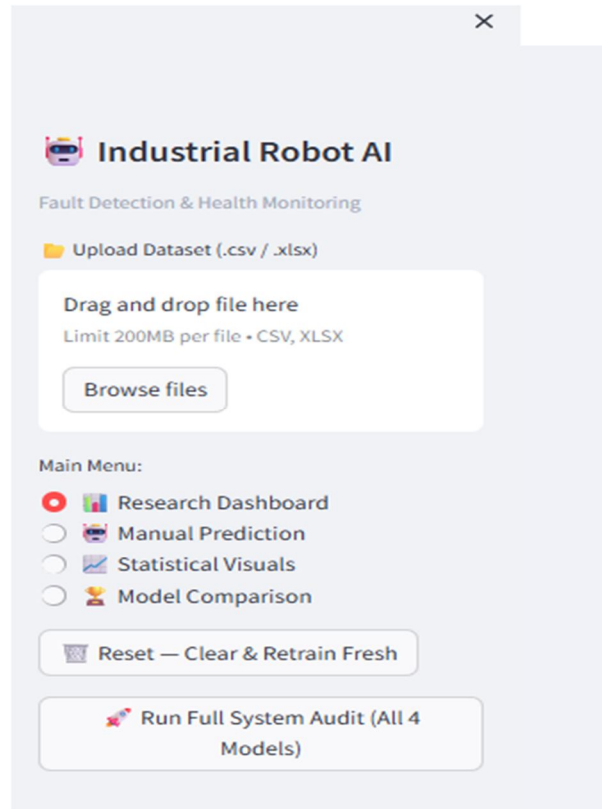 Industrial Robot AI
Fault Detection & Health Monitoring
Upload Dataset (.csv / .xlsx)
Drag and drop file here
Limit 200MB per file • CSV, XLSX
Browse files
Main Menu:
Research Dashboard
Manual Prediction
Statistical Visuals
Model Comparison
Reset — Clear & Retrain Fresh
Run Full System Audit (All 4
Models)